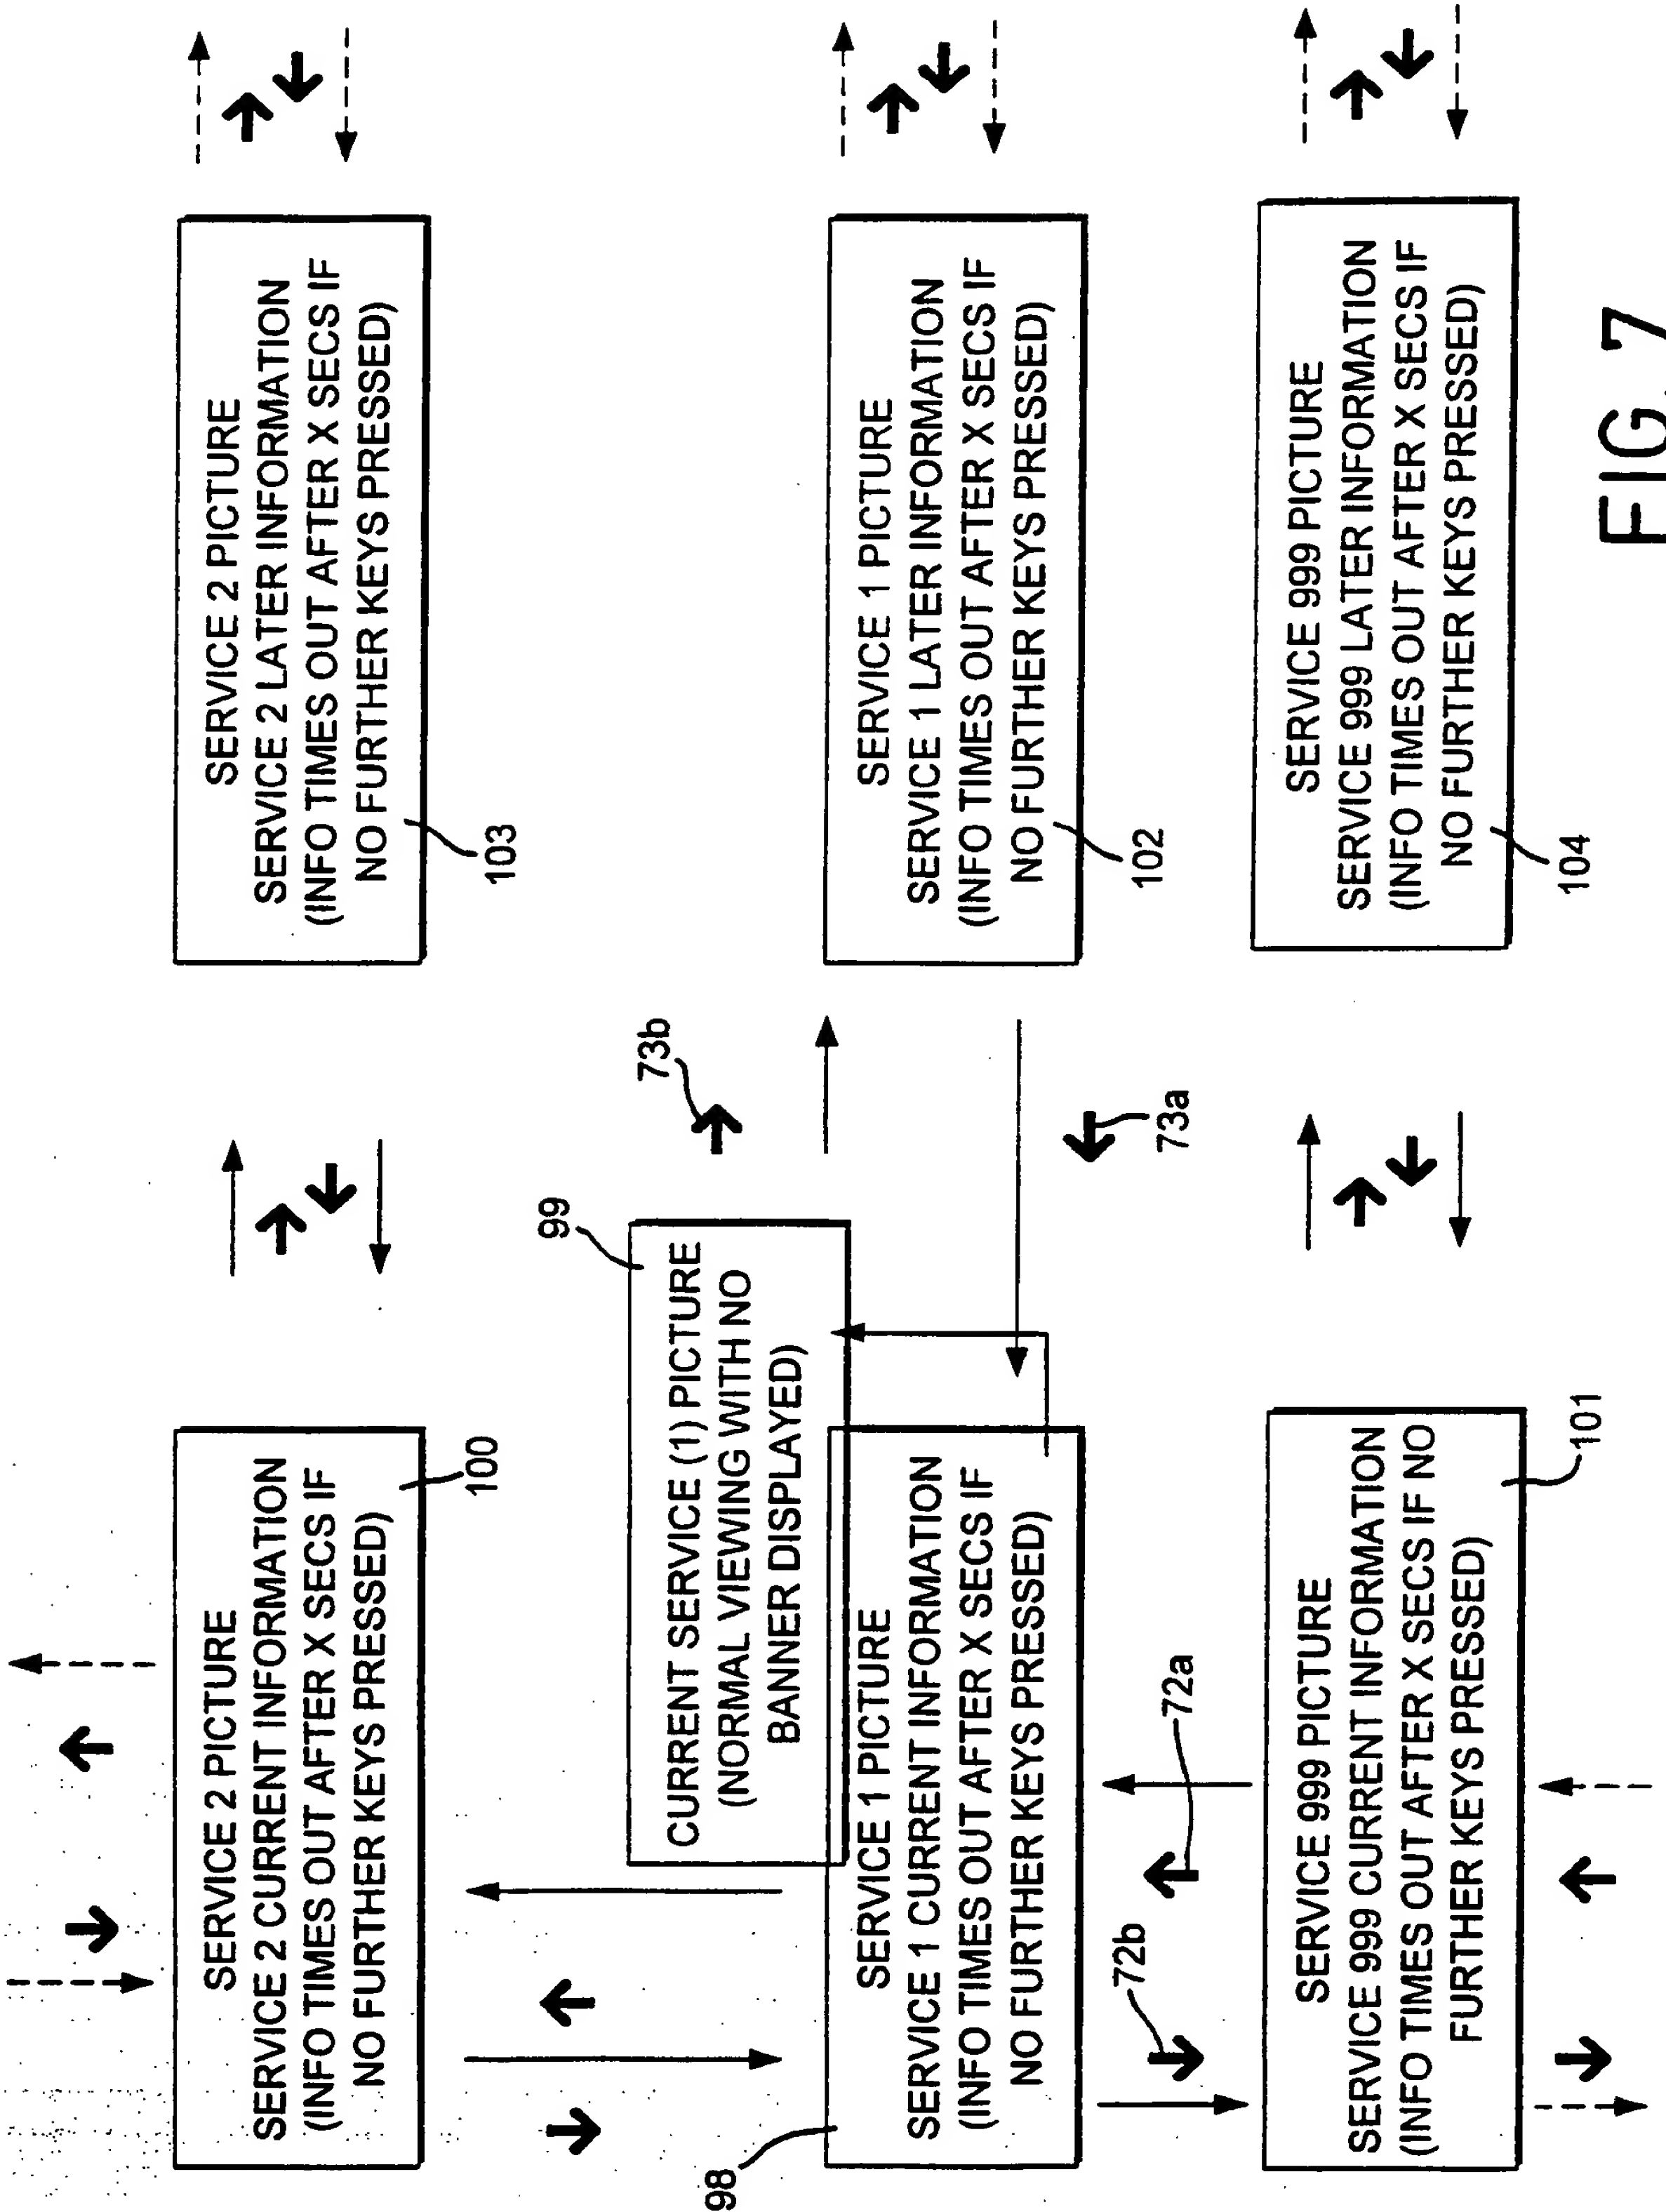 SERVICE 2 PICTURE
SERVICE 2 CURRENT INFORMATION
(INFO TIMES OUT AFTER X SECS IF
NO FURTHER KEYS PRESSED)
100
SERVICE 2 PICTURE
SERVICE 2 LATER INFORMATION
(INFO TIMES OUT AFTER X SECS IF
NO FURTHER KEYS PRESSED)
103
99
CURRENT SERVICE (1) PICTURE
(NORMAL VIEWING WITH NO
BANNER DISPLAYED)
73b
98
SERVICE 1 PICTURE
SERVICE 1 CURRENT INFORMATION
(INFO TIMES OUT AFTER X SECS IF
NO FURTHER KEYS PRESSED)
73a
SERVICE 1 PICTURE
SERVICE 1 LATER INFORMATION
(INFO TIMES OUT AFTER X SECS IF
NO FURTHER KEYS PRESSED)
102
72b
72a
SERVICE 999 PICTURE
SERVICE 999 CURRENT INFORMATION
(INFO TIMES OUT AFTER X SECS IF NO
FURTHER KEYS PRESSED)
101
SERVICE 999 PICTURE
SERVICE 999 LATER INFORMATION
(INFO TIMES OUT AFTER X SECS IF
NO FURTHER KEYS PRESSED)
104
FIG. 7